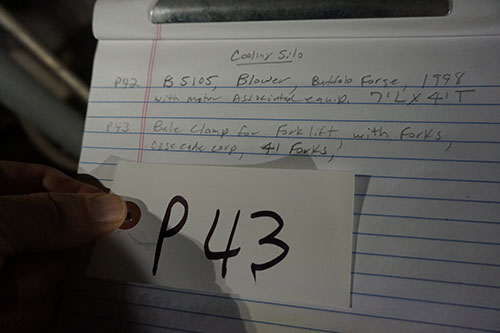 Cooling Silo
P42 B5105, Blower, Buffalo Forge, 1998
with motor Associated equip. 7'L X 4'T
P43 Bale Clamp for Fork lift, with Forks,
Cascade corp, 4' Forks,
P43